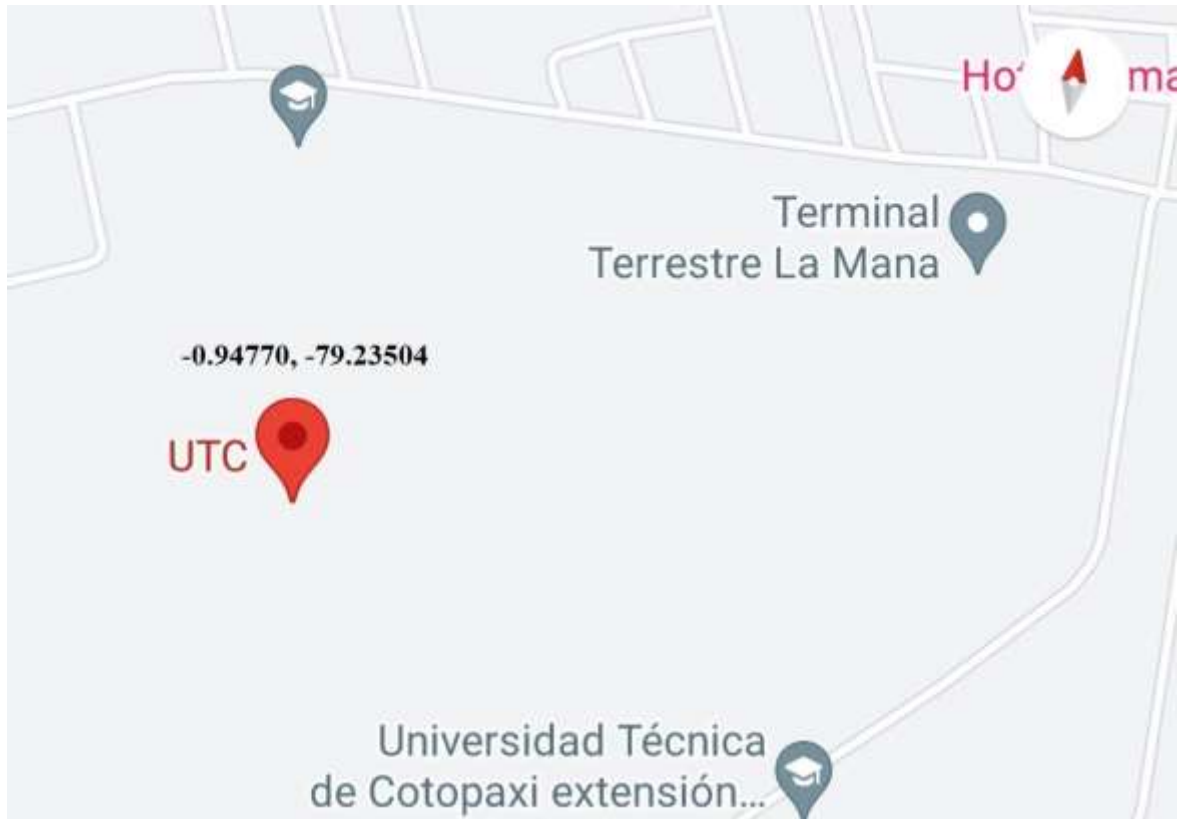 Terminal
Terrestre La Mana
-0.94770, -79.23504
UTC
Universidad Técnica
de Cotopaxi extensión...